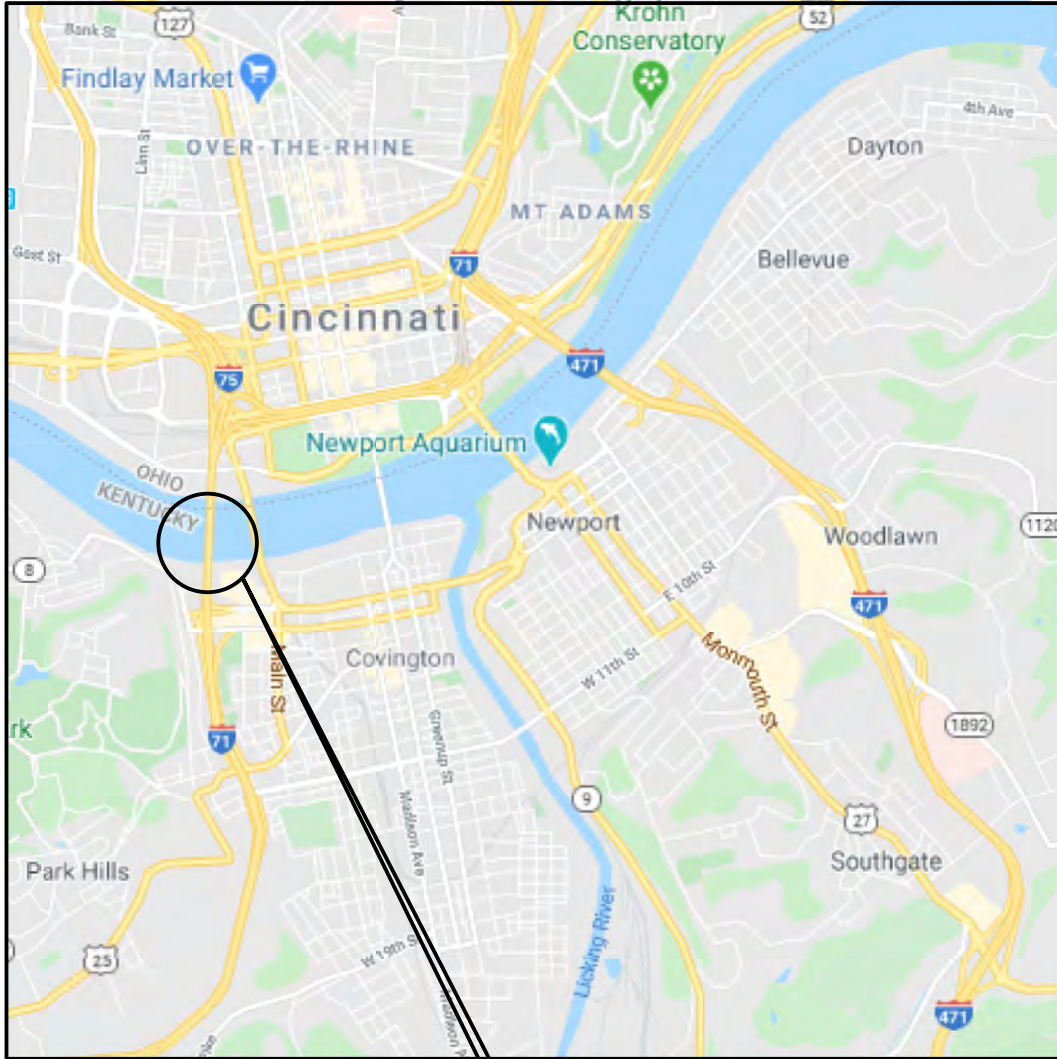 Krohn
Conservatory
127
52
Bank St
Findlay Market
Linn St
4th Ave
Dayton
OVER-THE-RHINE
MT ADAMS
Gest St
71
Bellevue
Cincinnati
75
471
Newport Aquarium
OHIO
KENTUCKY
Newport
Woodlawn
1120
8
E 10th St
471
Main St
Covington
W 11th St
Monmouth St
rk
71
Greenup St
1892
Madison Ave
9
27
Park Hills
Southgate
W 19th S
25
Licking River
Madison A
471